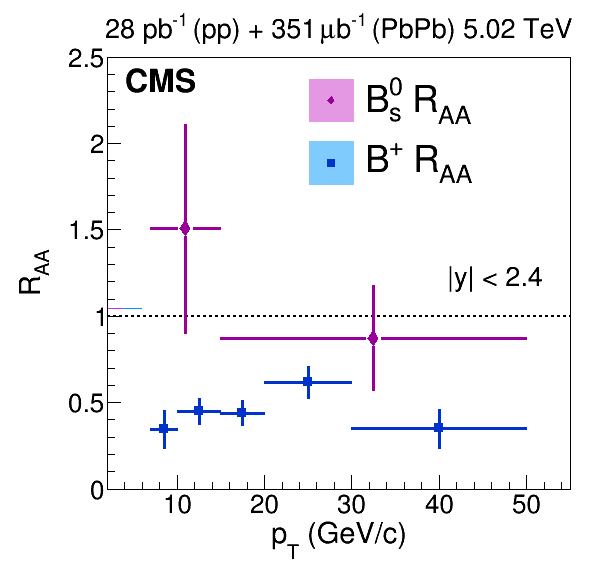 28 pb⁻¹ (pp) + 351 μb⁻¹ (PbPb) 5.02 TeV
CMS
B⁰ₛ R_AA
B⁺ R_AA
|y| < 2.4
R_AA
2.5
2
1.5
1
0.5
0
10 20 30 40 50
p_T (GeV/c)